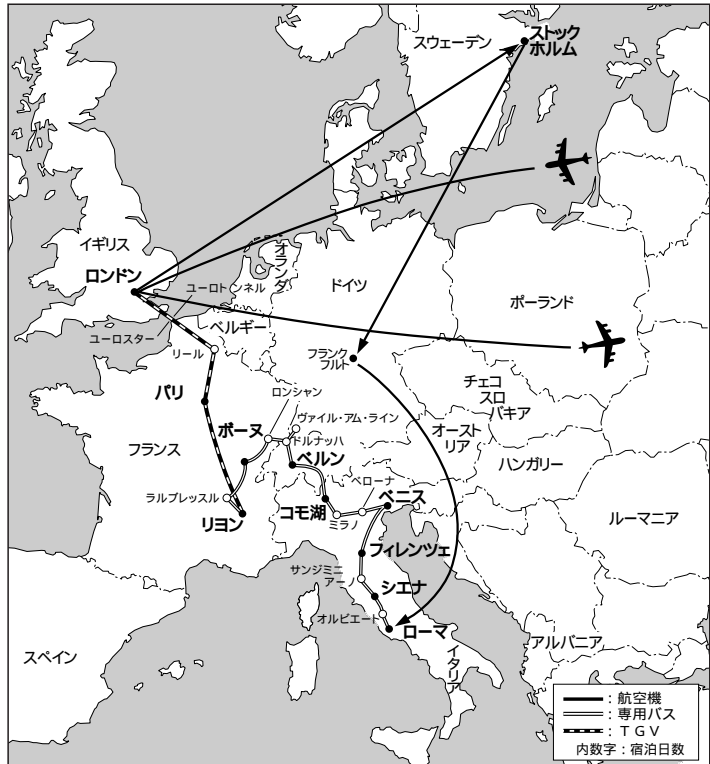 スウェーデン
ストック
ホルム
イギリス
ロンドン
オランダ
ドイツ
ポーランド
ユーロトンネル
ベルギー
ユーロスター
リール
フランク
フルト
チェコ
スロ
バキア
パリ
ロンシャン
ヴァイル・アム・ライン
オースト
リア
ボーヌ
ドルナッハ
フランス
ベルン
ハンガリー
ベローナ
ラルブレッスル
コモ湖
ミラノ
ベニス
リヨン
ルーマニア
フィレンツェ
サンジミニ
アーノ
シエナ
オルビエート
ローマ
アルバニア
スペイン
イタリア
:航空機
:専用バス
:TGV
内数字:宿泊日数